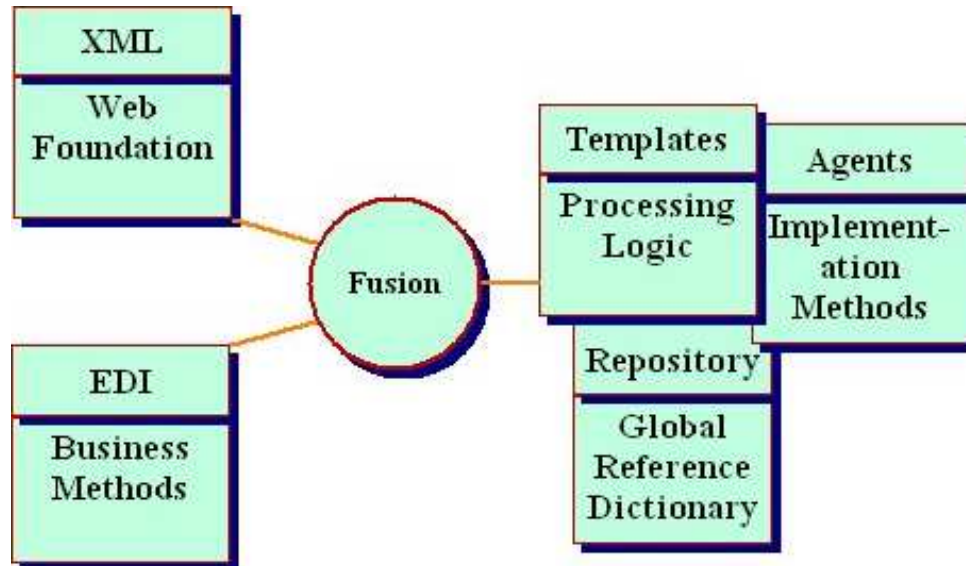 XML
Web
Foundation
EDI
Business
Methods
Fusion
Templates
Processing
Logic
Agents
Implement-
ation
Methods
Repository
Global
Reference
Dictionary